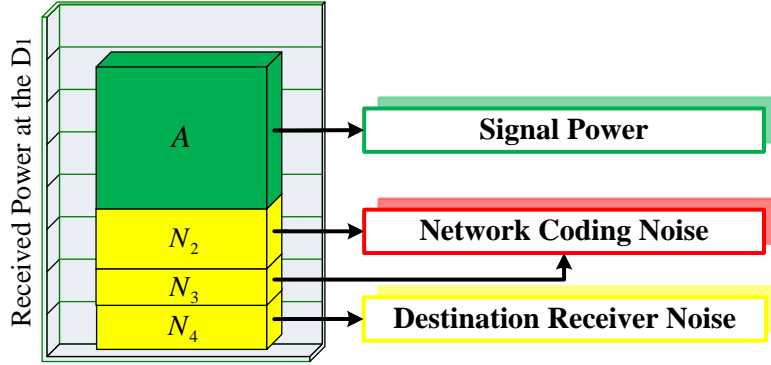 Received Power at the D1
A
Signal Power
N2
Network Coding Noise
N3
N4
Destination Receiver Noise